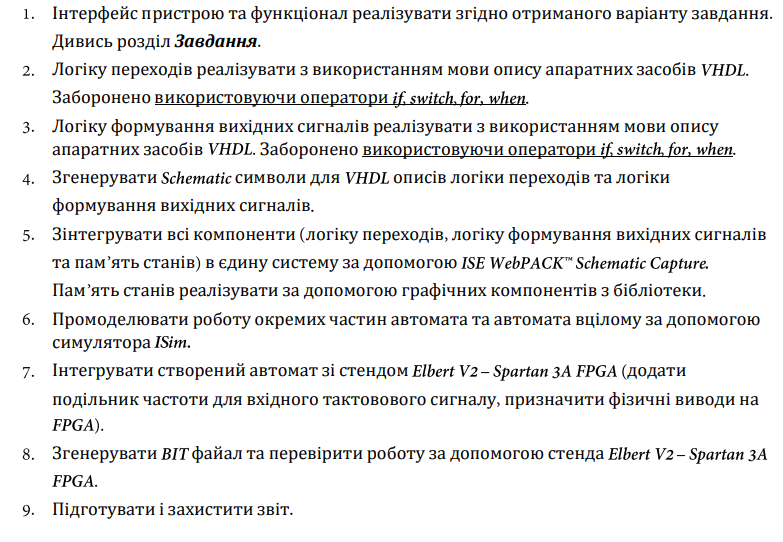 1. Інтерфейс пристрою та функціонал реалізувати згідно отриманого варіанту завдання.
Дивись розділ Завдання.
2. Логіку переходів реалізувати з використанням мови опису апаратних засобів VHDL.
Заборонено використовуючи оператори if, switch, for, when.
3. Логіку формування вихідних сигналів реалізувати з використанням мови опису
апаратних засобів VHDL. Заборонено використовуючи оператори if, switch, for, when.
4. Згенерувати Schematic символи для VHDL описів логіки переходів та логіки
формування вихідних сигналів.
5. Зінтегрувати всі компоненти (логіку переходів, логіку формування вихідних сигналів
та пам’ять станів) в єдину систему за допомогою ISE WebPACK™ Schematic Capture.
Пам’ять станів реалізувати за допомогою графічних компонентів з бібліотеки.
6. Промоделювати роботу окремих частин автомата та автомата вцілому за допомогою
симулятора ISim.
7. Інтегрувати створений автомат зі стендом Elbert V2 – Spartan 3A FPGA (додати
подільник частоти для вхідного тактовового сигналу, призначити фізичні виводи на
FPGA).
8. Згенерувати BIT файал та перевірити роботу за допомогою стенда Elbert V2 – Spartan 3A
FPGA.
9. Підготувати і захистити звіт.